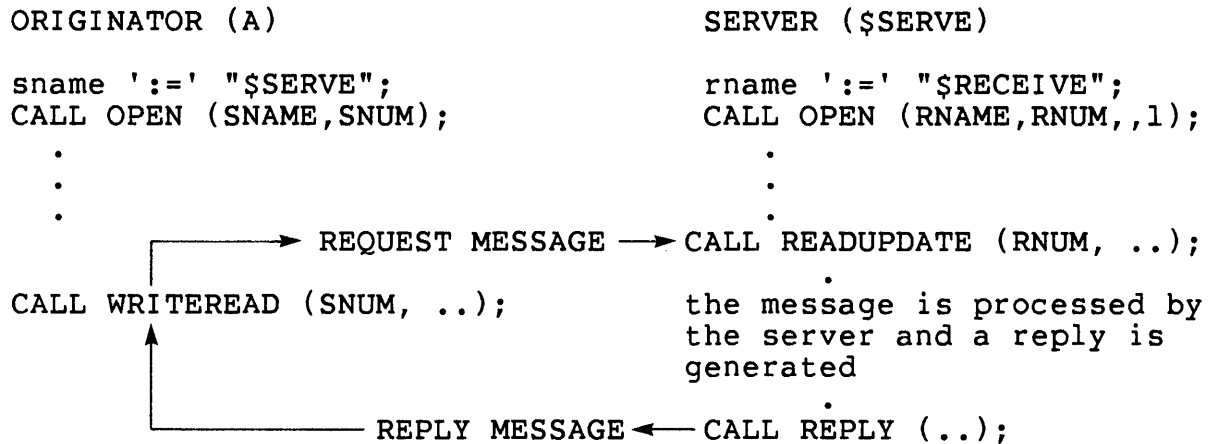 ORIGINATOR (A) SERVER ($SERVE)
sname ':=' "$SERVE"; rname ':=' "$RECEIVE";
CALL OPEN (SNAME,SNUM); CALL OPEN (RNAME,RNUM,,1);
. .
. .
. .
REQUEST MESSAGE CALL READUPDATE (RNUM, ..);
.
CALL WRITEREAD (SNUM, ..); the message is processed by
the server and a reply is
generated
.
REPLY MESSAGE CALL REPLY (..);